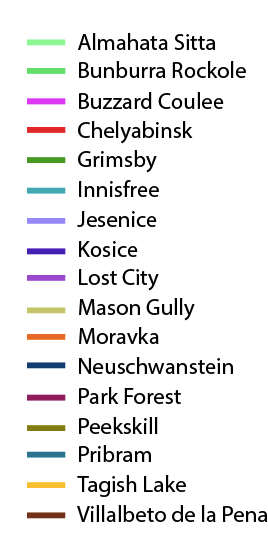 Almahata Sitta
Bunburra Rockole
Buzzard Coulee
Chelyabinsk
Grimsby
Innisfree
Jesenice
Kosice
Lost City
Mason Gully
Moravka
Neuschwanstein
Park Forest
Peekskill
Pribram
Tagish Lake
Villalbeto de la Pena